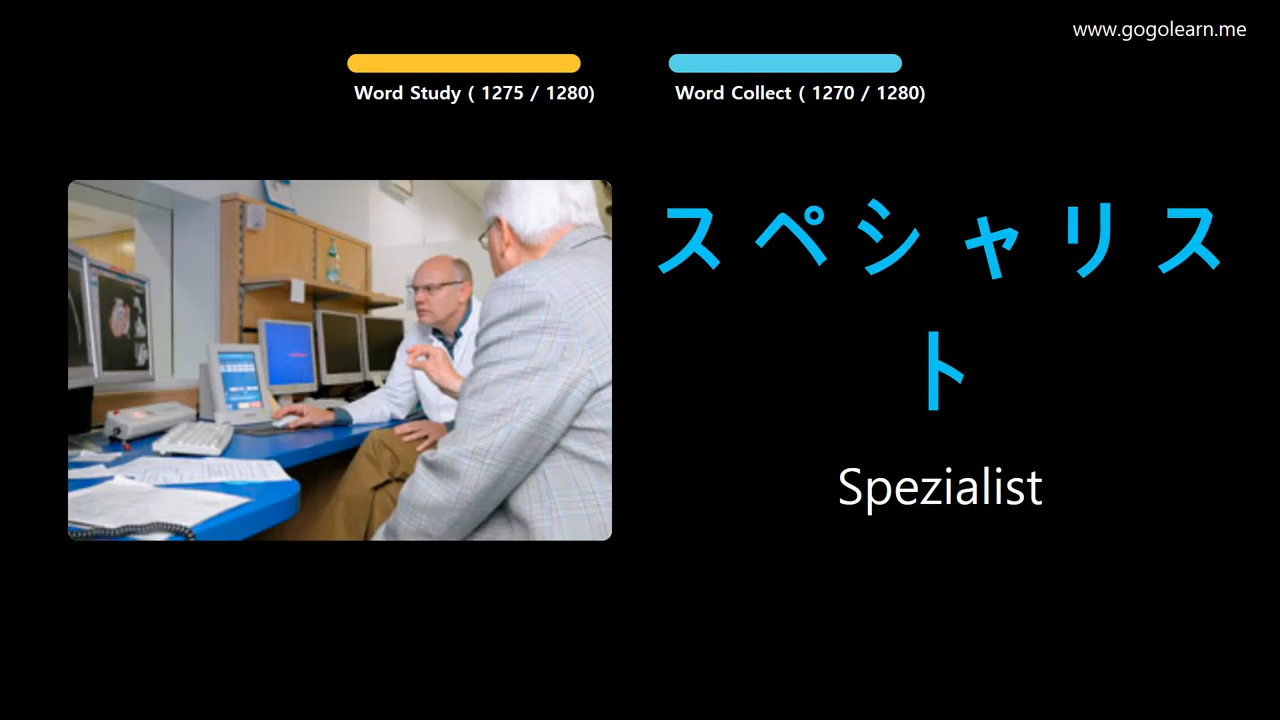 www.gogolearn.me
Word Study ( 1275 / 1280)
Word Collect ( 1270 / 1280)
スペシャリス
ト
Spezialist